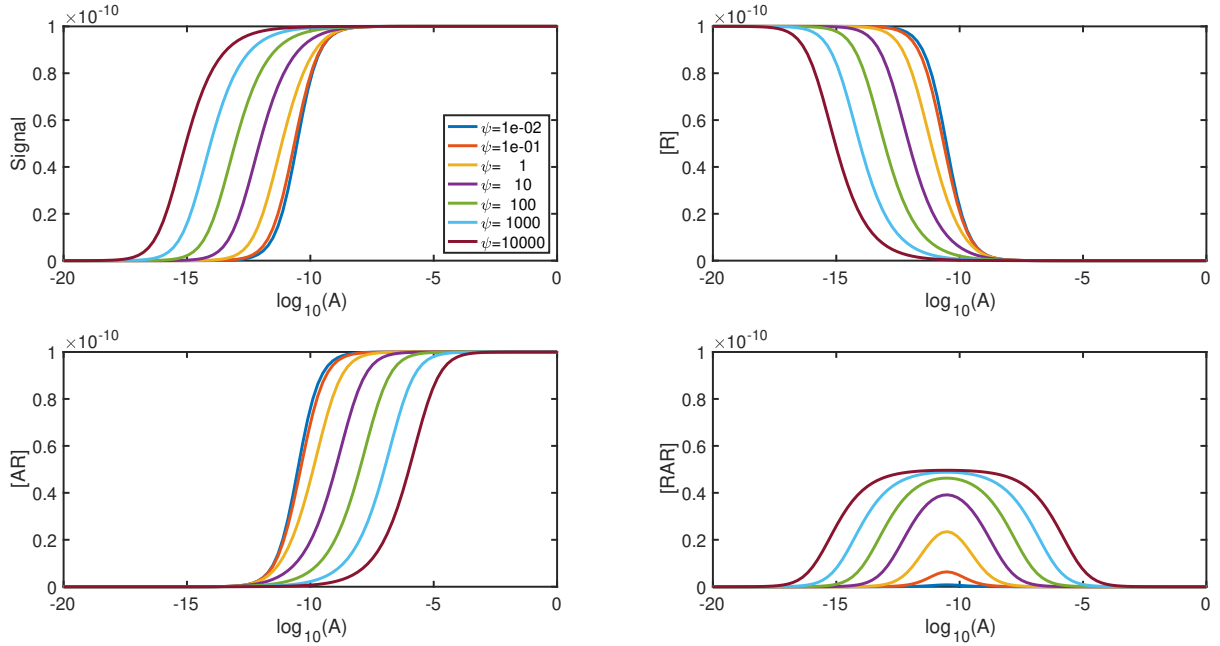 ×10⁻¹⁰
1
0.8
0.6
0.4
0.2
0
Signal
-20 -15 -10 -5 0
log₁₀(A)
ψ=1e-02
ψ=1e-01
ψ= 1
ψ= 10
ψ= 100
ψ= 1000
ψ=10000
×10⁻¹⁰
1
0.8
0.6
0.4
0.2
0
[R]
-20 -15 -10 -5 0
log₁₀(A)
×10⁻¹⁰
1
0.8
0.6
0.4
0.2
0
[AR]
-20 -15 -10 -5 0
log₁₀(A)
×10⁻¹⁰
1
0.8
0.6
0.4
0.2
0
[RAR]
-20 -15 -10 -5 0
log₁₀(A)